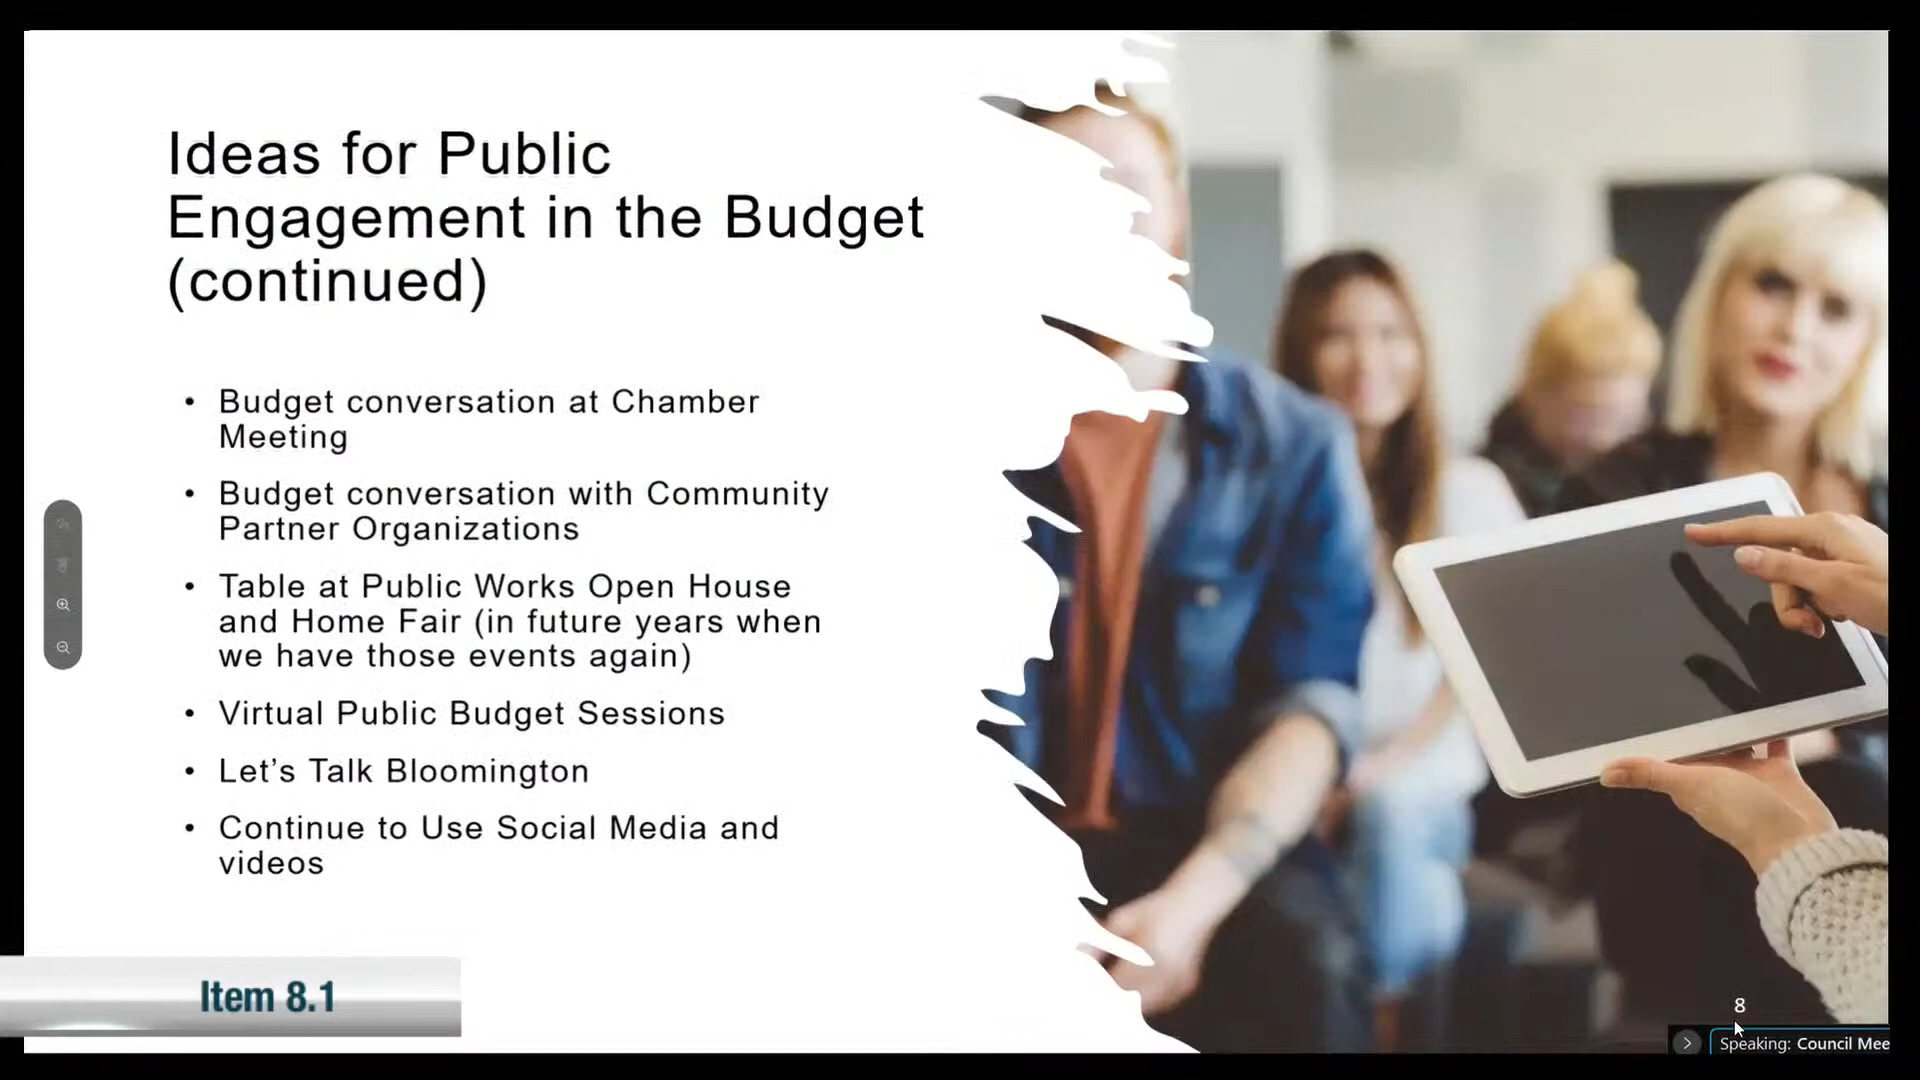 Ideas for Public
Engagement in the Budget
(continued)
• Budget conversation at Chamber
Meeting
• Budget conversation with Community
Partner Organizations
• Table at Public Works Open House
and Home Fair (in future years when
we have those events again)
• Virtual Public Budget Sessions
• Let’s Talk Bloomington
• Continue to Use Social Media and
videos
Item 8.1
8
Speaking: Council Mee